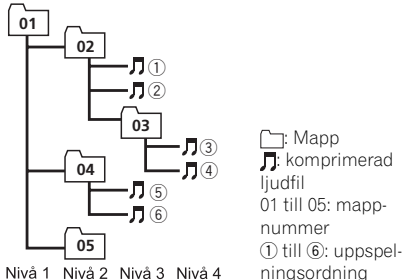 01
02
①
②
03
③
④
04
⑤
⑥
05
Nivå 1 Nivå 2 Nivå 3 Nivå 4
: Mapp
: komprimerad
ljudfil
01 till 05: mapp-
nummer
① till ⑥: uppspel-
ningsordning